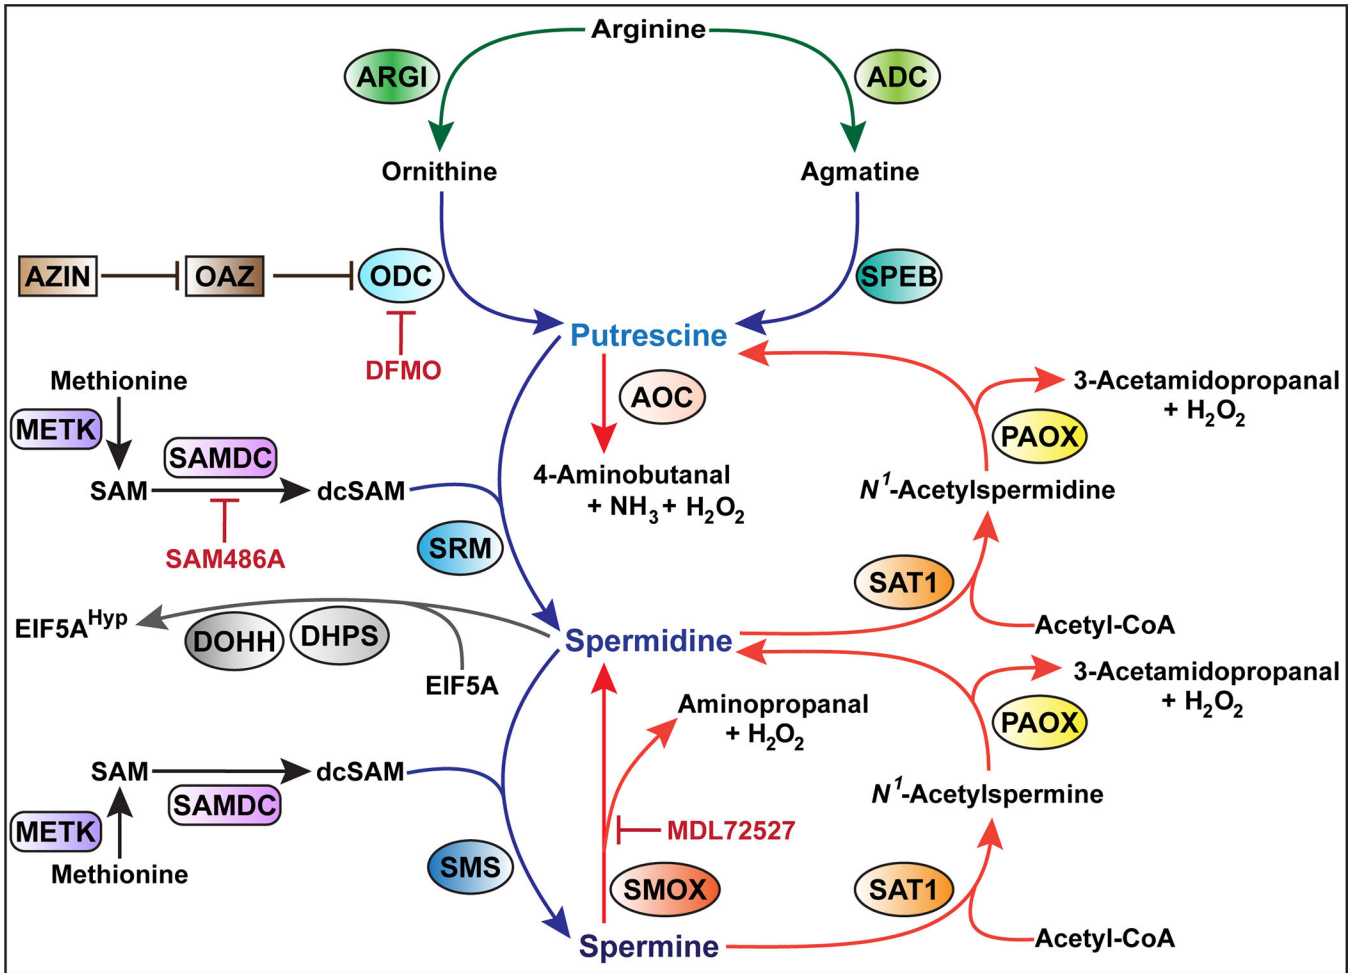 Arginine
ARGI
ADC
Ornithine
Agmatine
AZIN
OAZ
ODC
SPEB
Putrescine
DFMO
Methionine
AOC
3-Acetamidopropanal
+ H₂O₂
METK
SAMDC
PAOX
4-Aminobutanal
+ NH₃ + H₂O₂
SAM
dcSAM
N¹-Acetylspermidine
SRM
SAM486A
SAT1
EIF5AHyp
DOHH
DHPS
Spermidine
Acetyl-CoA
EIF5A
3-Acetamidopropanal
+ H₂O₂
Aminopropanal
+ H₂O₂
PAOX
SAM
dcSAM
N¹-Acetylspermine
SAMDC
METK
MDL72527
Methionine
SMS
SMOX
SAT1
Spermine
Acetyl-CoA